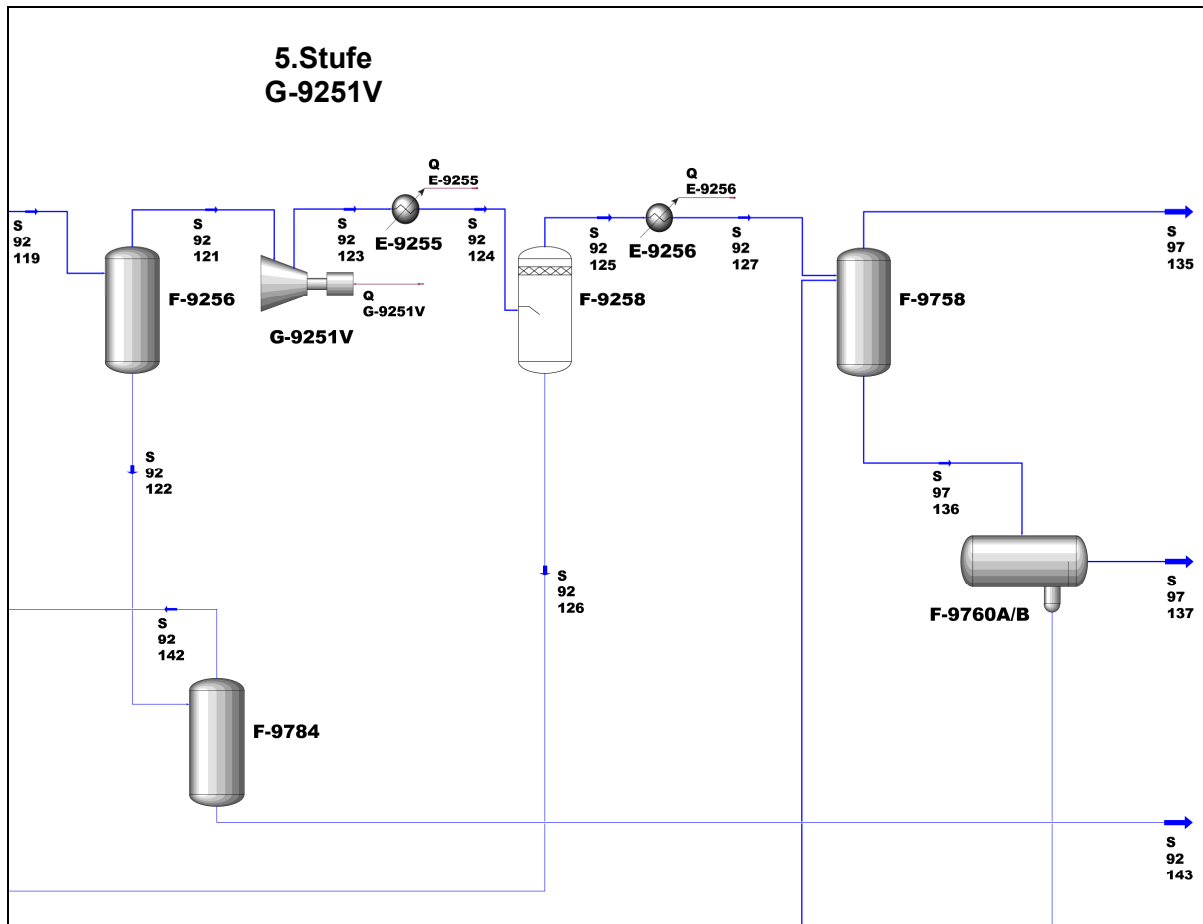 5.Stufe
G-9251V
Q
E-9255
Q
E-9256
S
92
119
S
92
121
S
92
123
E-9255
S
92
124
S
92
125
E-9256
S
92
127
S
97
135
F-9256
Q
G-9251V
G-9251V
F-9258
F-9758
S
92
122
S
97
136
S
92
126
S
97
137
F-9760A/B
S
92
142
F-9784
S
92
143